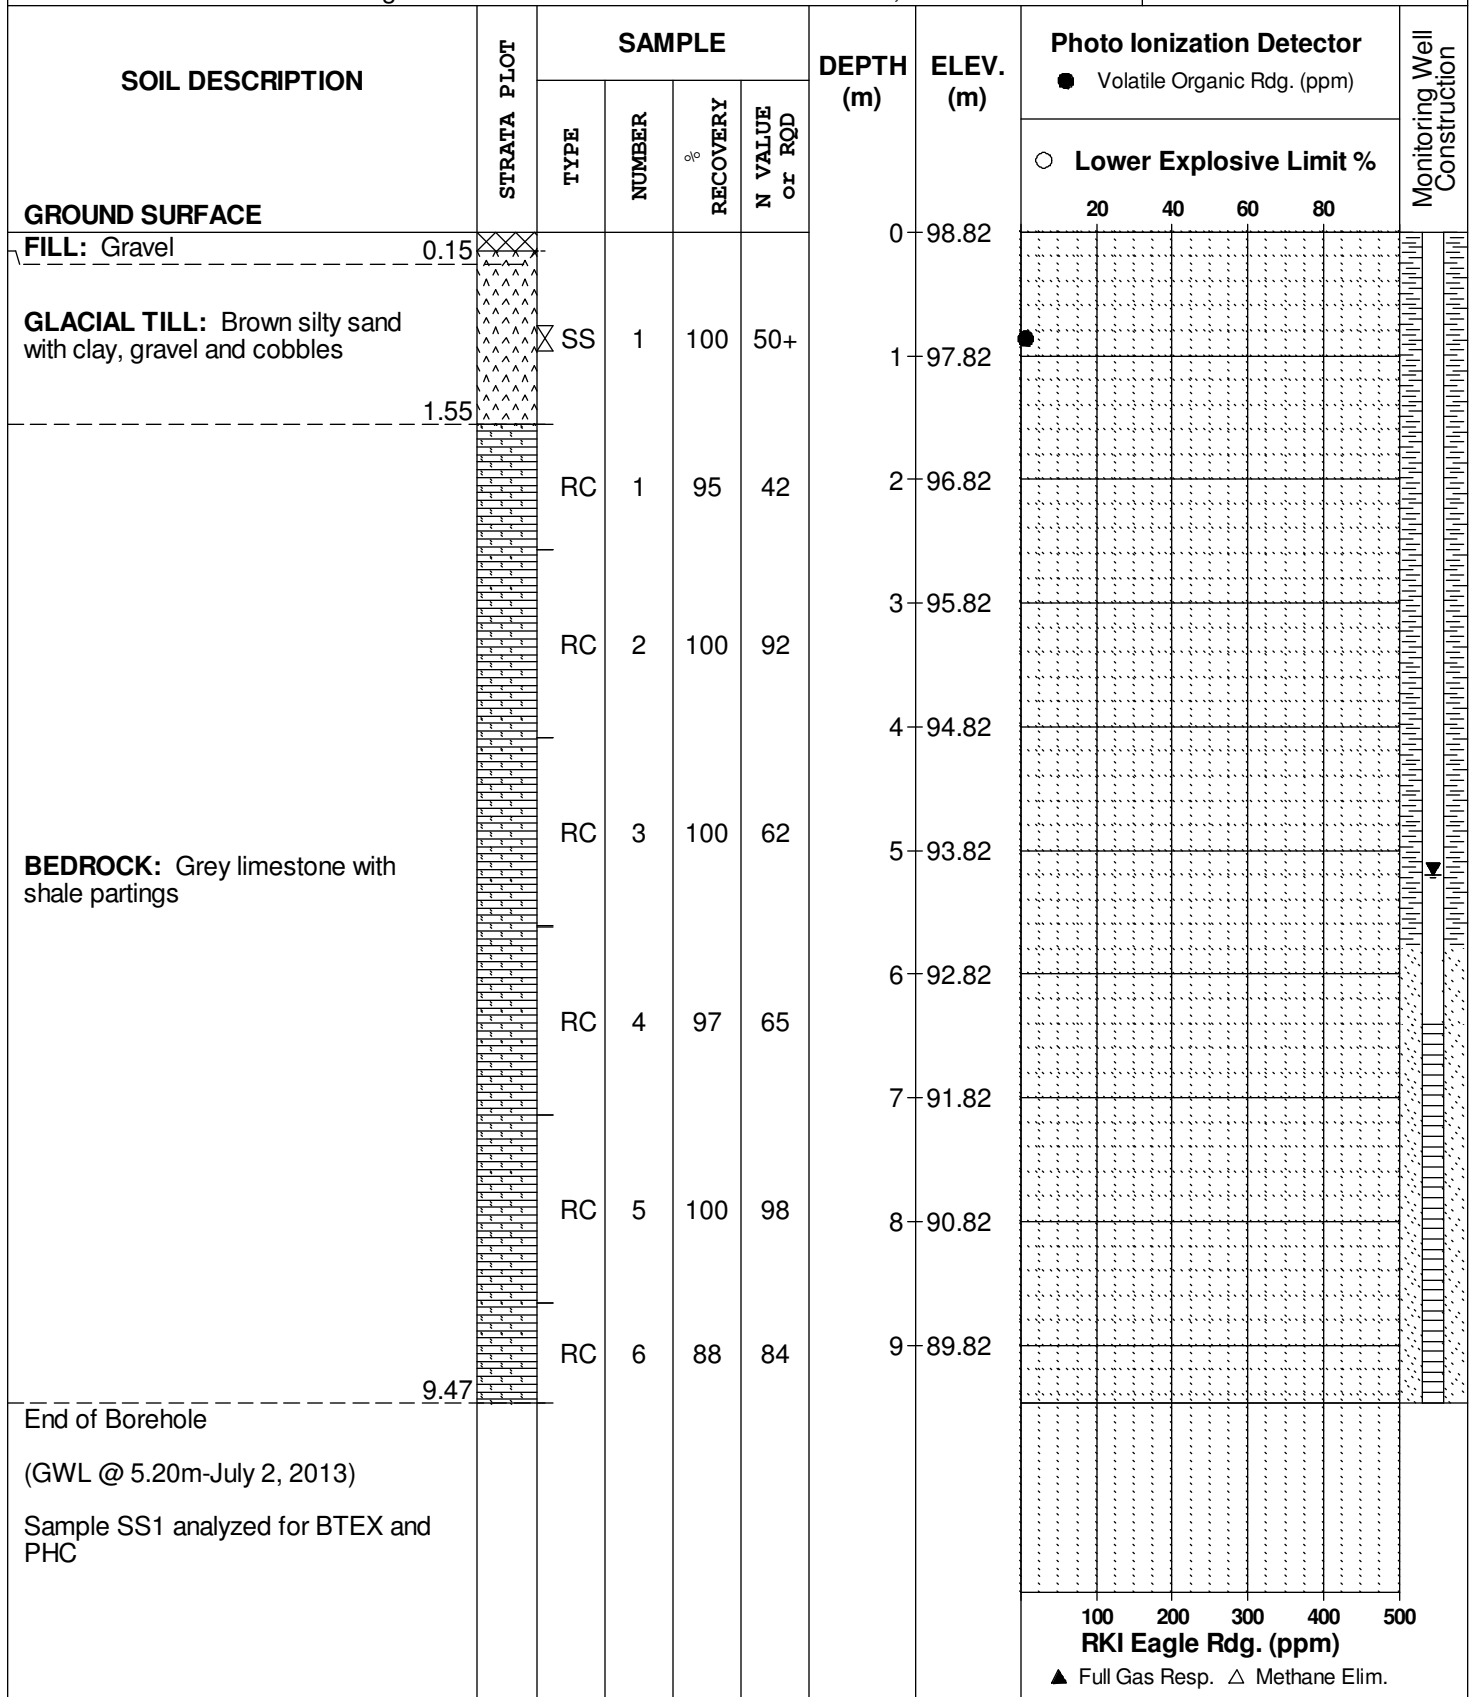 SOIL DESCRIPTION
GROUND SURFACE
STRATA PLOT
SAMPLE
TYPE
NUMBER
% RECOVERY
N VALUE or RQD
DEPTH (m)
ELEV. (m)
Photo Ionization Detector
● Volatile Organic Rdg. (ppm)
○ Lower Explosive Limit %
20 40 60 80
Monitoring Well Construction
0 98.82
FILL: Gravel 0.15
GLACIAL TILL: Brown silty sand
with clay, gravel and cobbles
SS 1 100 50+
1 97.82
1.55
RC 1 95 42
2 96.82
3 95.82
RC 2 100 92
4 94.82
RC 3 100 62
5 93.82
BEDROCK: Grey limestone with
shale partings
6 92.82
RC 4 97 65
7 91.82
RC 5 100 98
8 90.82
9 89.82
RC 6 88 84
9.47
End of Borehole
(GWL @ 5.20m-July 2, 2013)
Sample SS1 analyzed for BTEX and
PHC
100 200 300 400 500
RKI Eagle Rdg. (ppm)
▲ Full Gas Resp. △ Methane Elim.